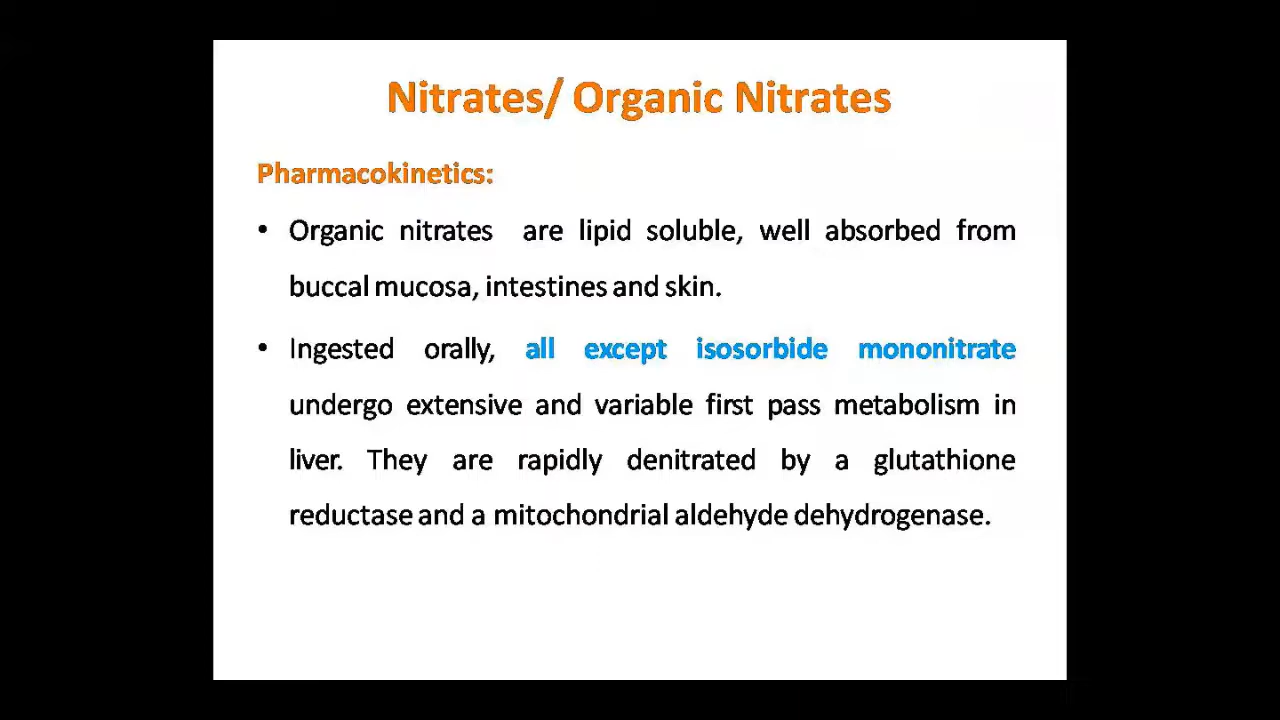 Nitrates/ Organic Nitrates
Pharmacokinetics:
• Organic nitrates are lipid soluble, well absorbed from
buccal mucosa, intestines and skin.
• Ingested orally, all except isosorbide mononitrate
undergo extensive and variable first pass metabolism in
liver. They are rapidly denitrated by a glutathione
reductase and a mitochondrial aldehyde dehydrogenase.